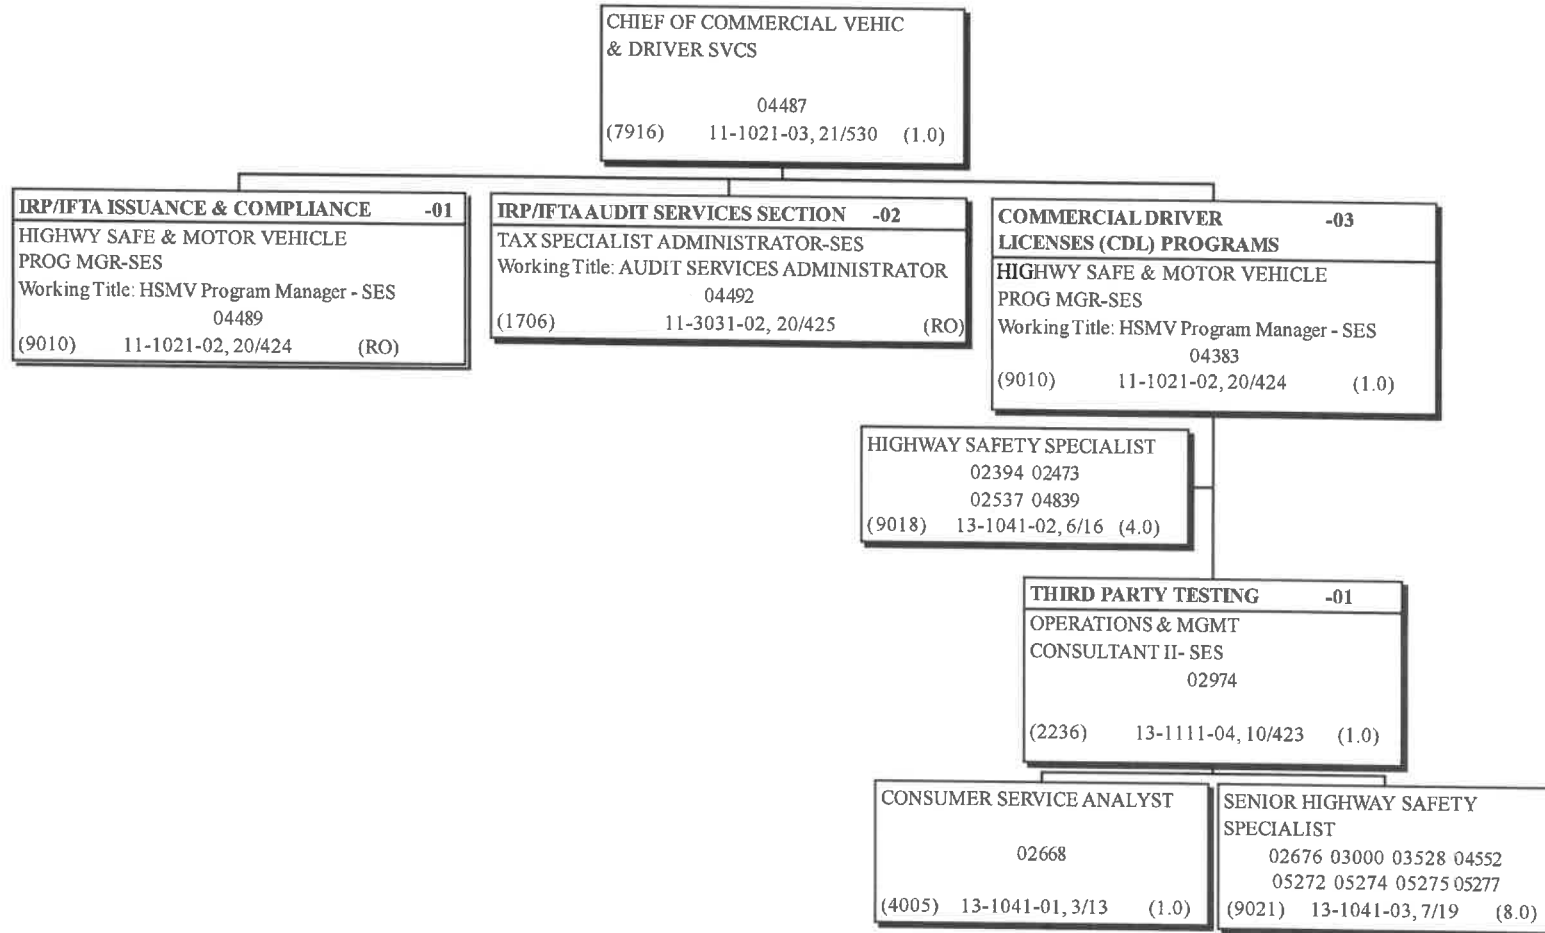 CHIEF OF COMMERCIAL VEHIC
& DRIVER SVCS
04487
(7916) 11-1021-03, 21/530 (1.0)
IRP/IFTA ISSUANCE & COMPLIANCE -01
HIGHWY SAFE & MOTOR VEHICLE
PROG MGR-SES
Working Title: HSMV Program Manager - SES
04489
(9010) 11-1021-02, 20/424 (RO)
IRP/IFTA AUDIT SERVICES SECTION -02
TAX SPECIALIST ADMINISTRATOR-SES
Working Title: AUDIT SERVICES ADMINISTRATOR
04492
(1706) 11-3031-02, 20/425 (RO)
COMMERCIAL DRIVER -03
LICENSES (CDL) PROGRAMS
HIGHWY SAFE & MOTOR VEHICLE
PROG MGR-SES
Working Title: HSMV Program Manager - SES
04383
(9010) 11-1021-02, 20/424 (1.0)
HIGHWAY SAFETY SPECIALIST
02394 02473
02537 04839
(9018) 13-1041-02, 6/16 (4.0)
THIRD PARTY TESTING -01
OPERATIONS & MGMT
CONSULTANT II- SES
02974
(2236) 13-1111-04, 10/423 (1.0)
CONSUMER SERVICE ANALYST
02668
(4005) 13-1041-01, 3/13 (1.0)
SENIOR HIGHWAY SAFETY
SPECIALIST
02676 03000 03528 04552
05272 05274 05275 05277
(9021) 13-1041-03, 7/19 (8.0)